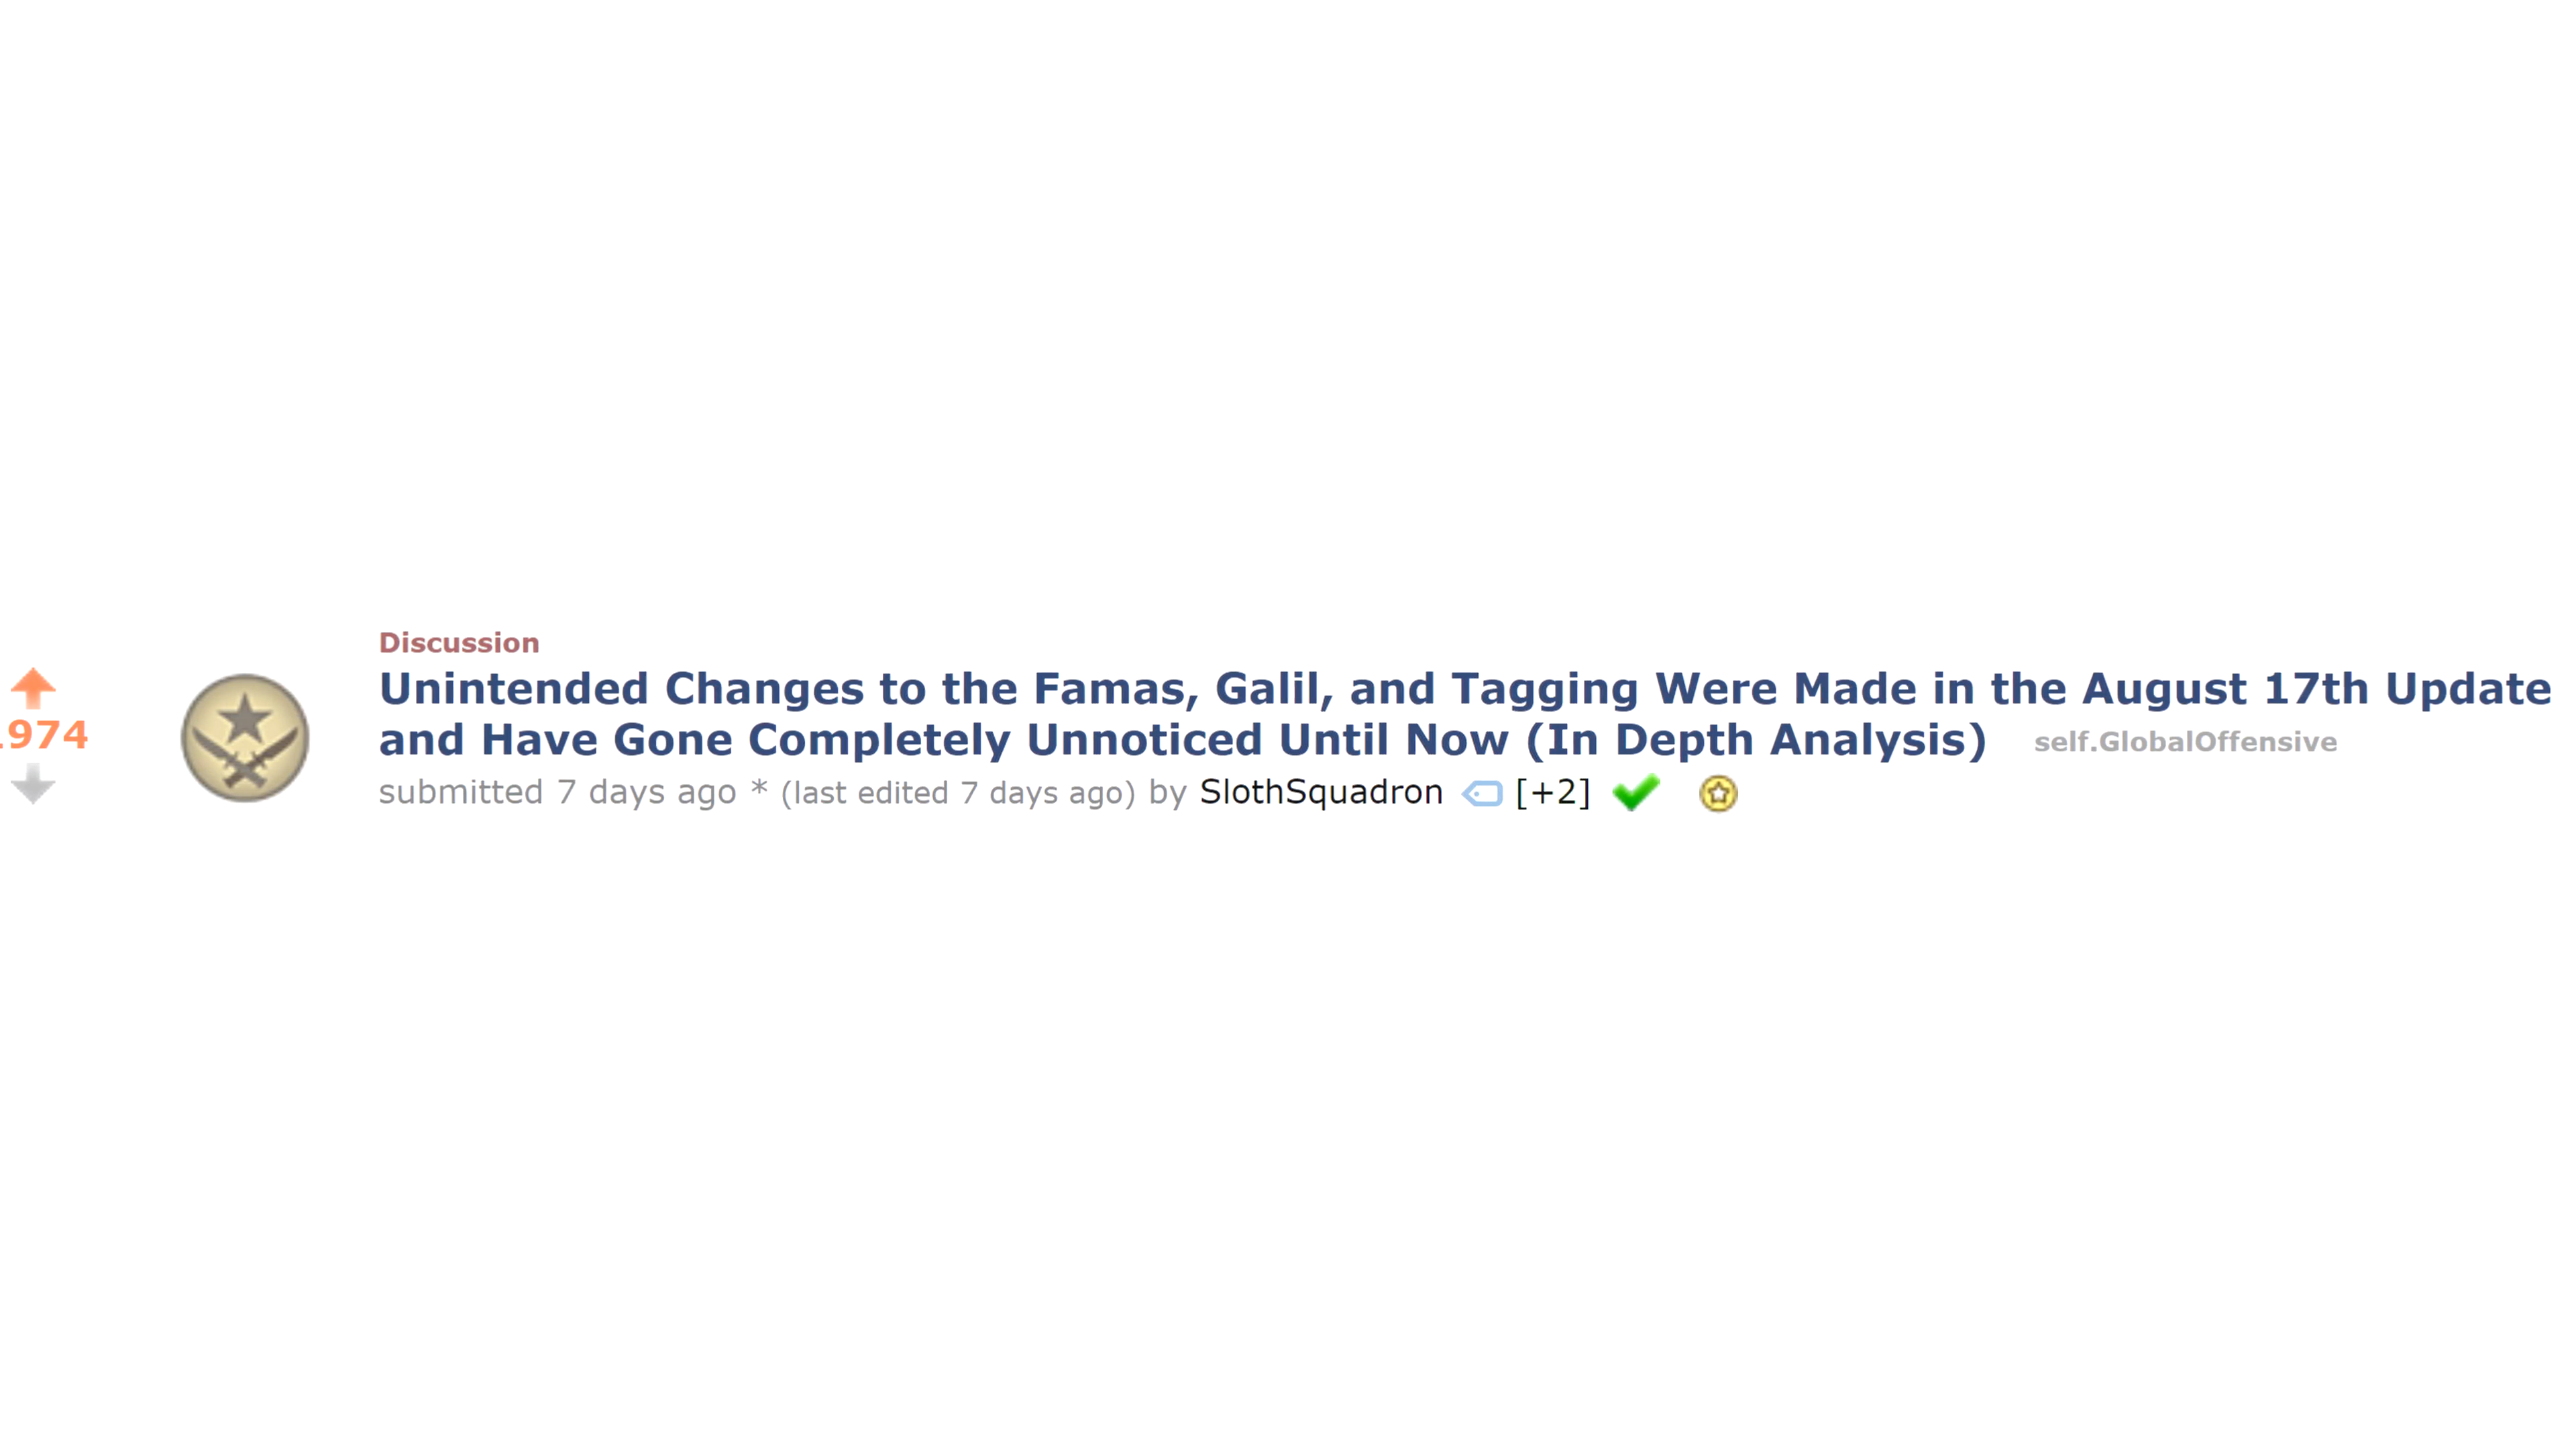 Discussion
Unintended Changes to the Famas, Galil, and Tagging Were Made in the August 17th Update
974
and Have Gone Completely Unnoticed Until Now (In Depth Analysis) self.GlobalOffensive
submitted 7 days ago * (last edited 7 days ago) by SlothSquadron [+2]